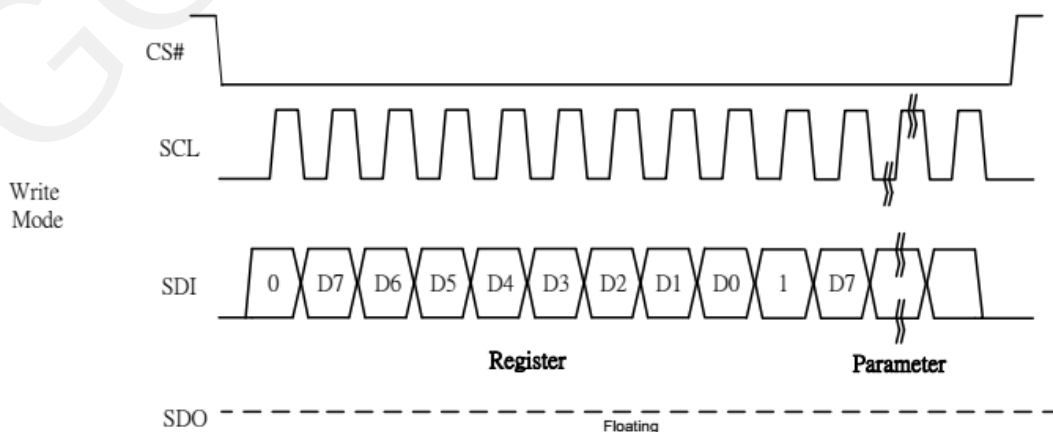 CS#
SCL
Write
Mode
SDI 0 D7 D6 D5 D4 D3 D2 D1 D0 1 D7
Register Parameter
SDO Floating